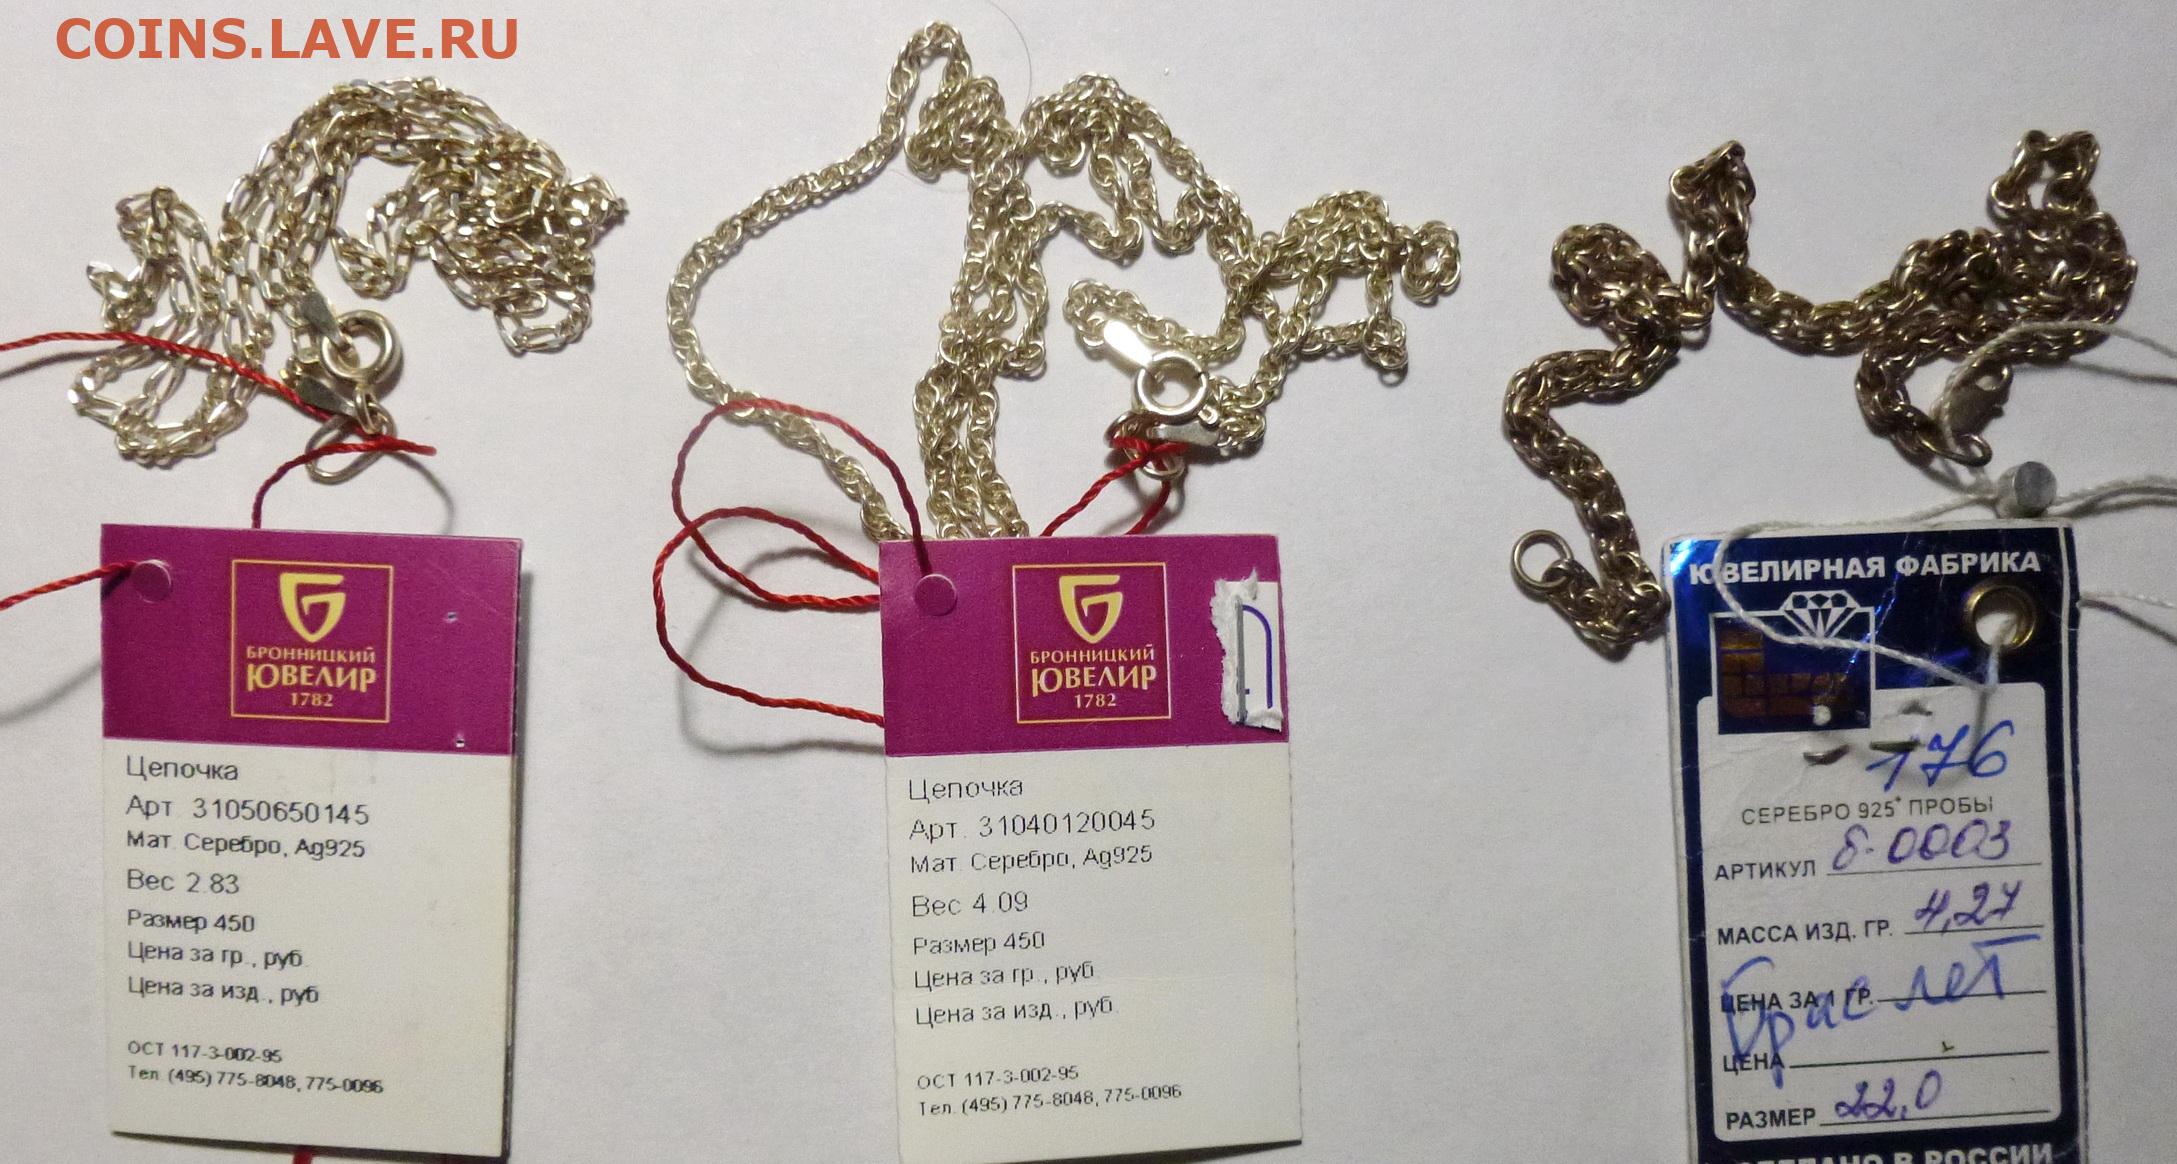 COINS.LAVE.RU
Б
БРОННИЦКИЙ
ЮВЕЛИР
1782
Цепочка
Арт 31050650145
Мат. Серебро, Ag925
Вес 2.83
Размер 450
Цена за гр., руб.
Цена за изд., руб
ОСТ 117-3-002-95
Тел. (495) 775-8048, 775-0096
Б
БРОННИЦКИЙ
ЮВЕЛИР
1782
Цепочка
Арт. 31040120045
Мат. Серебро, Ag925
Вес 4.09
Размер 450
Цена за гр., руб
Цена за изд., руб.
ОСТ 117-3-002-95
Тел. (495) 775-8048, 775-0096
ЮВЕЛИРНАЯ ФАБРИКА
176
СЕРЕБРО 925* ПРОБЫ
АРТИКУЛ 8-0003
МАССА ИЗД. ГР. 4,27
ЦЕНА ЗА 1 ГР.
Браслет
ЦЕНА
РАЗМЕР 22,0
СДЕЛАНО В РОССИИ